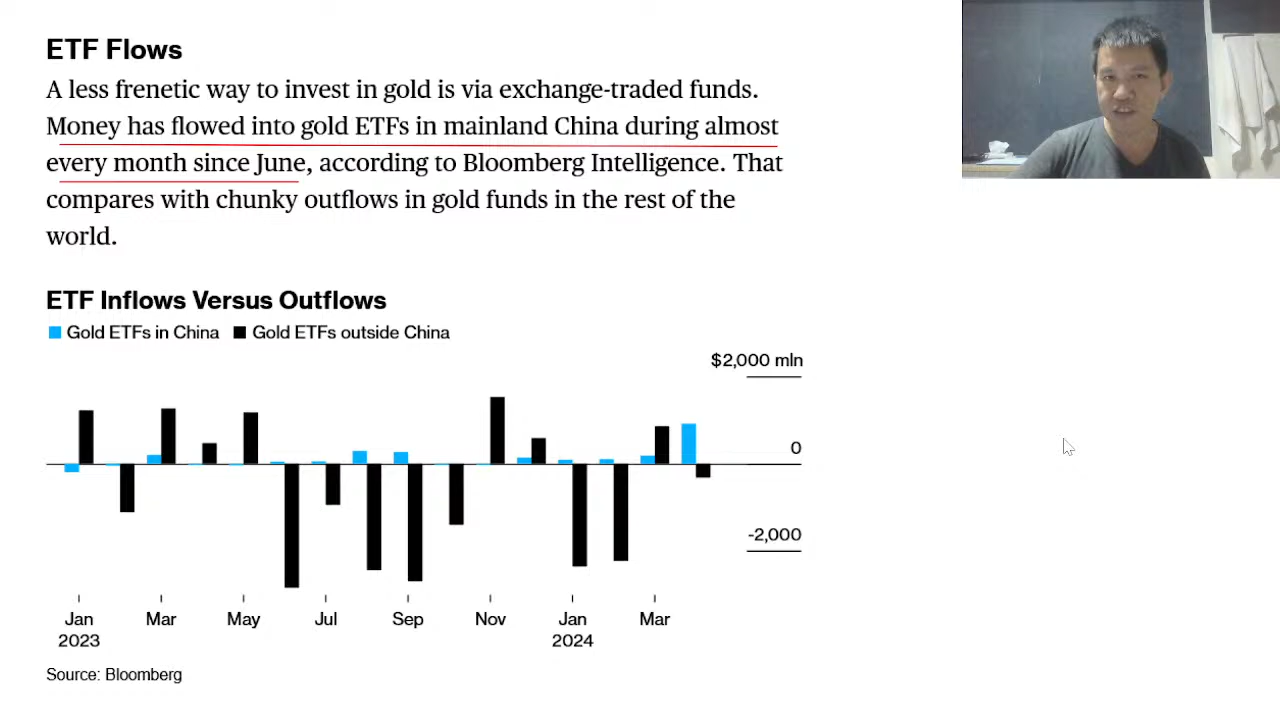 ETF Flows
A less frenetic way to invest in gold is via exchange-traded funds.
Money has flowed into gold ETFs in mainland China during almost
every month since June, according to Bloomberg Intelligence. That
compares with chunky outflows in gold funds in the rest of the
world.
ETF Inflows Versus Outflows
Gold ETFs in China Gold ETFs outside China
$2,000 mln
0
-2,000
Jan Mar May Jul Sep Nov Jan Mar
2023 2024
Source: Bloomberg